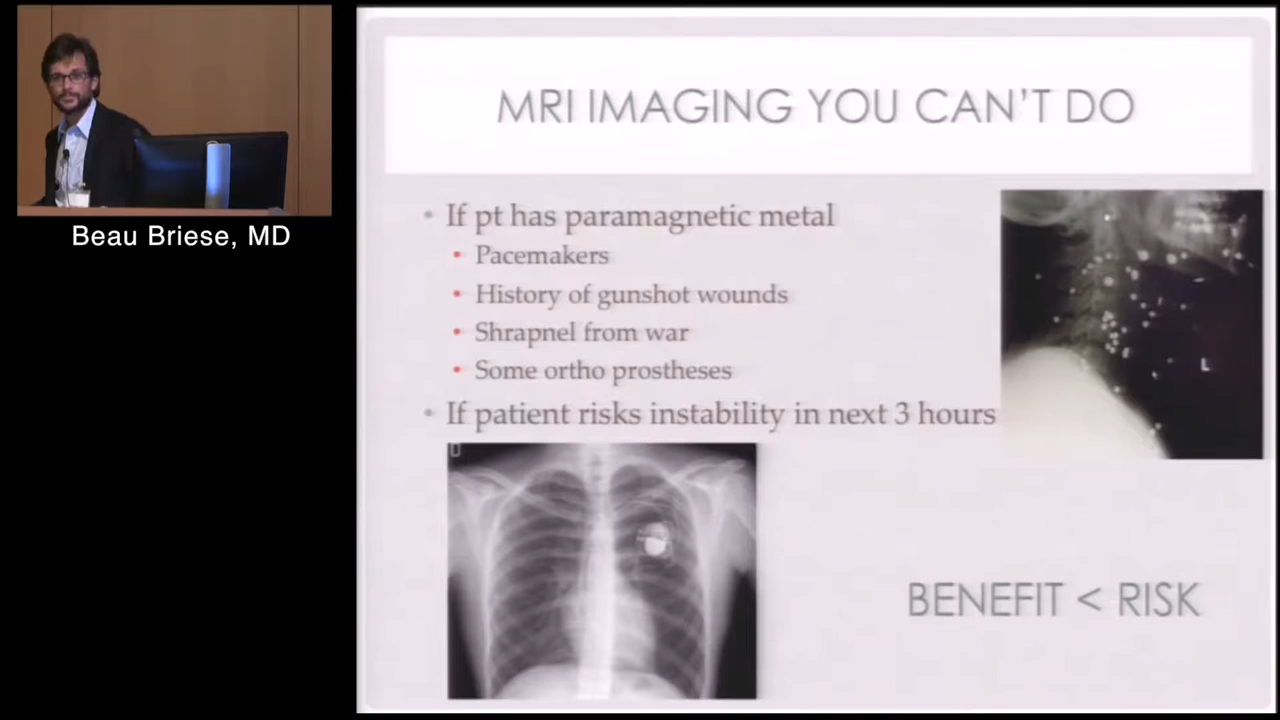 MRI IMAGING YOU CAN'T DO
• If pt has paramagnetic metal
• Pacemakers
• History of gunshot wounds
• Shrapnel from war
• Some ortho prostheses
• If patient risks instability in next 3 hours
L
D
BENEFIT < RISK
Beau Briese, MD